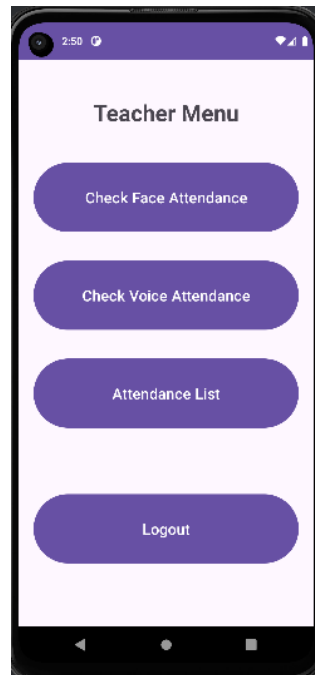 2:50
Teacher Menu
Check Face Attendance
Check Voice Attendance
Attendance List
Logout